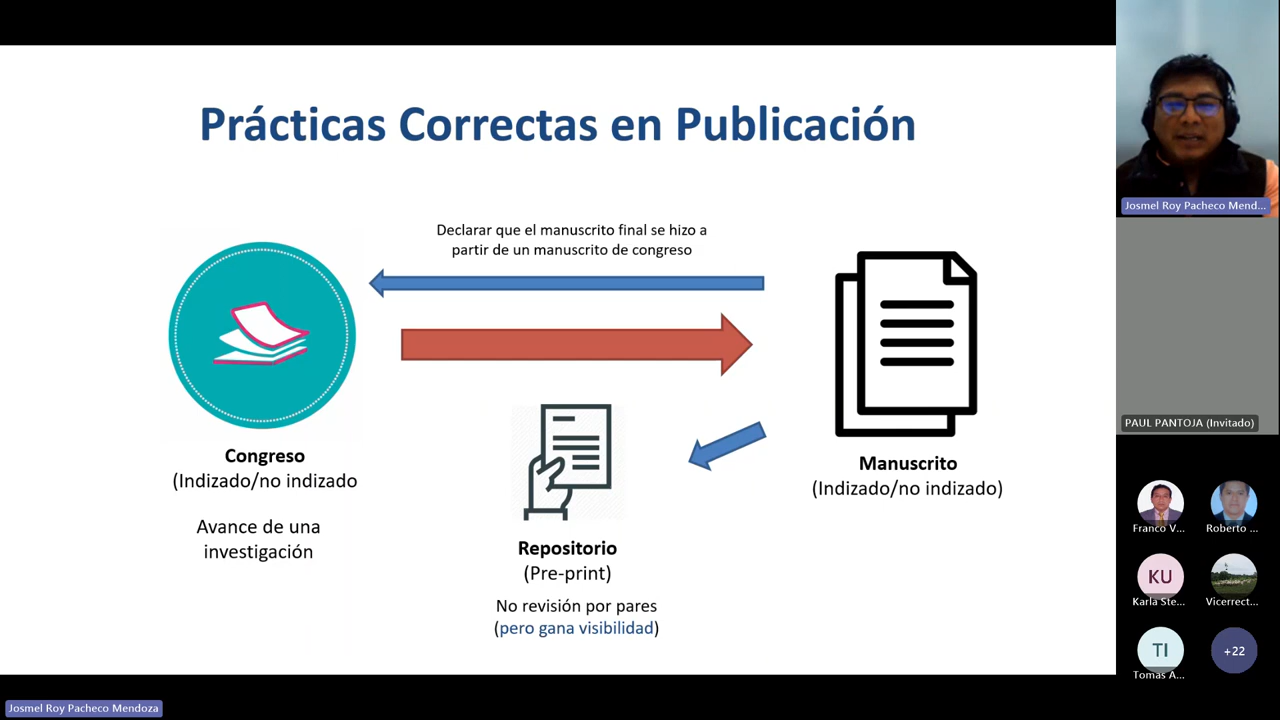 Prácticas Correctas en Publicación
Declarar que el manuscrito final se hizo a
partir de un manuscrito de congreso
Congreso
(Indizado/no indizado
Avance de una
investigación
Repositorio
(Pre-print)
No revisión por pares
(pero gana visibilidad)
Manuscrito
(Indizado/no indizado)
Josmel Roy Pacheco Mend...
PAUL PANTOJA (Invitado)
Franco V...
Roberto ...
KU
Karla Ste...
Vicerrect...
TI
Tomas A...
+22
Josmel Roy Pacheco Mendoza